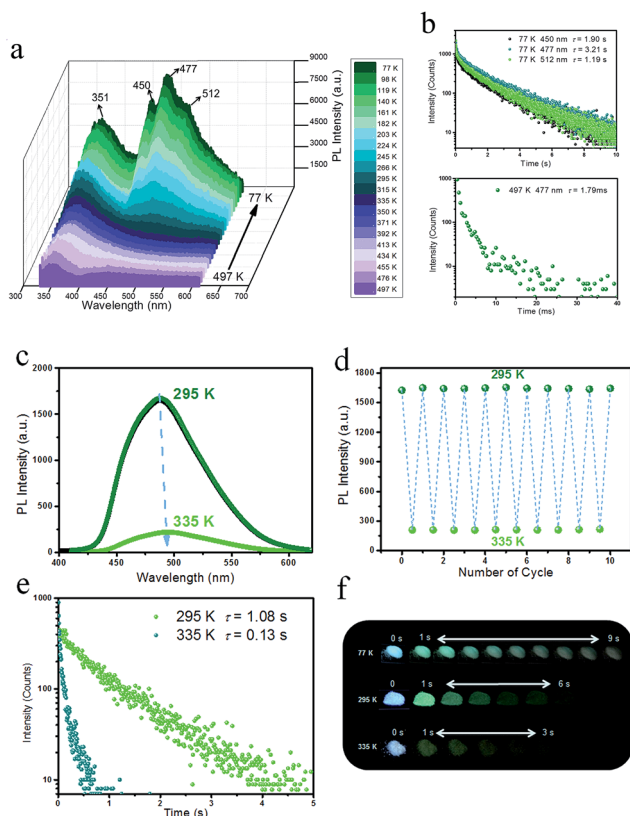 a
351
450
477
512
77 K
497 K
9000
7500
6000
4500
3000
1500
PL Intensity (a.u.)
300 350 400 450 500 550 600 650 700
Wavelength (nm)
77 K
98 K
119 K
140 K
161 K
182 K
203 K
224 K
245 K
266 K
295 K
315 K
335 K
350 K
371 K
392 K
413 K
434 K
455 K
476 K
497 K
b
77 K 450 nm τ = 1.90 s
77 K 477 nm τ = 3.21 s
77 K 512 nm τ = 1.19 s
Intensity (Counts)
1000
100
10
0 2 4 6 8 10
Time (s)
497 K 477 nm τ = 1.79ms
Intensity (Counts)
1000
100
10
0 10 20 30 40
Time (ms)
c
295 K
335 K
PL Intensity (a.u.)
2000
1500
1000
500
0
400 450 500 550 600
Wavelength (nm)
d
295 K
335 K
PL Intensity (a.u.)
1800
1500
1200
900
600
300
0
0 1 2 3 4 5 6 7 8 9 10
Number of Cycle
e
295 K τ = 1.08 s
335 K τ = 0.13 s
Intensity (Counts)
1000
100
10
0 1 2 3 4 5
Time (s)
f
0 s 1 s 9 s
77 K
0 1 s 6 s
295 K
0 s 1 s 3 s
335 K